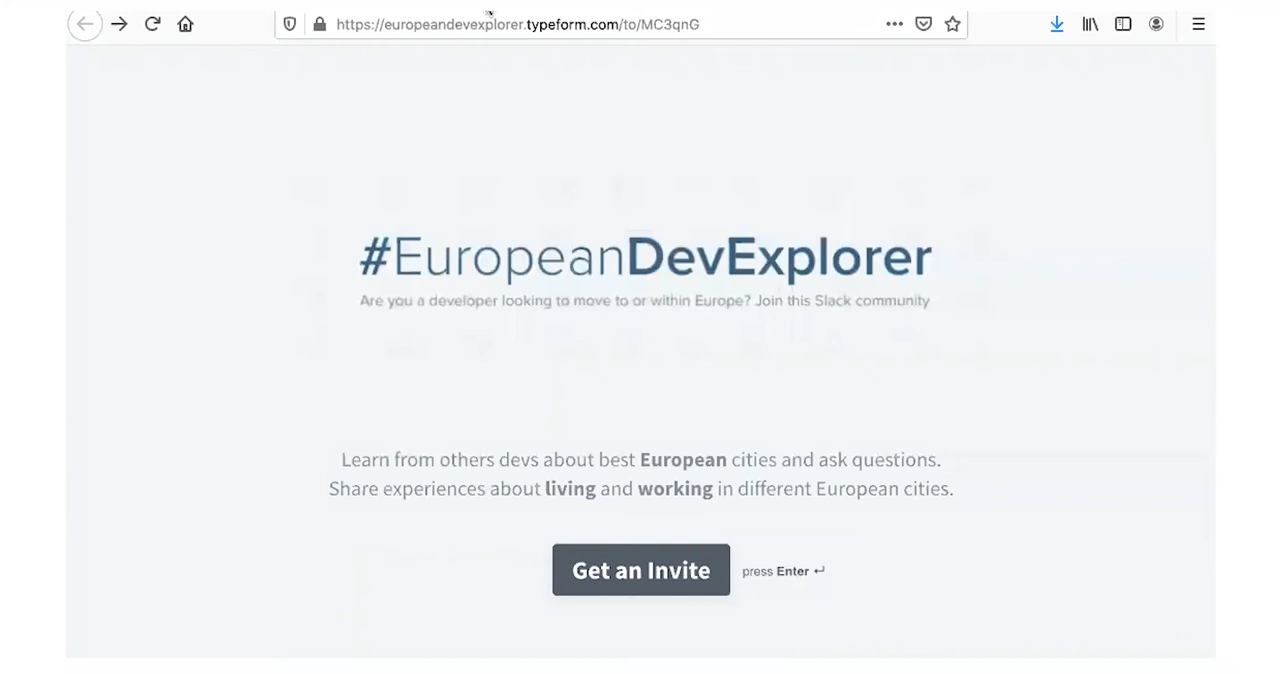 https://europeandevexplorer.typeform.com/to/MC3qnG
#EuropeanDevExplorer
Are you a developer looking to move to or within Europe? Join this Slack community
Learn from others devs about best European cities and ask questions.
Share experiences about living and working in different European cities.
Get an Invite press Enter ↵